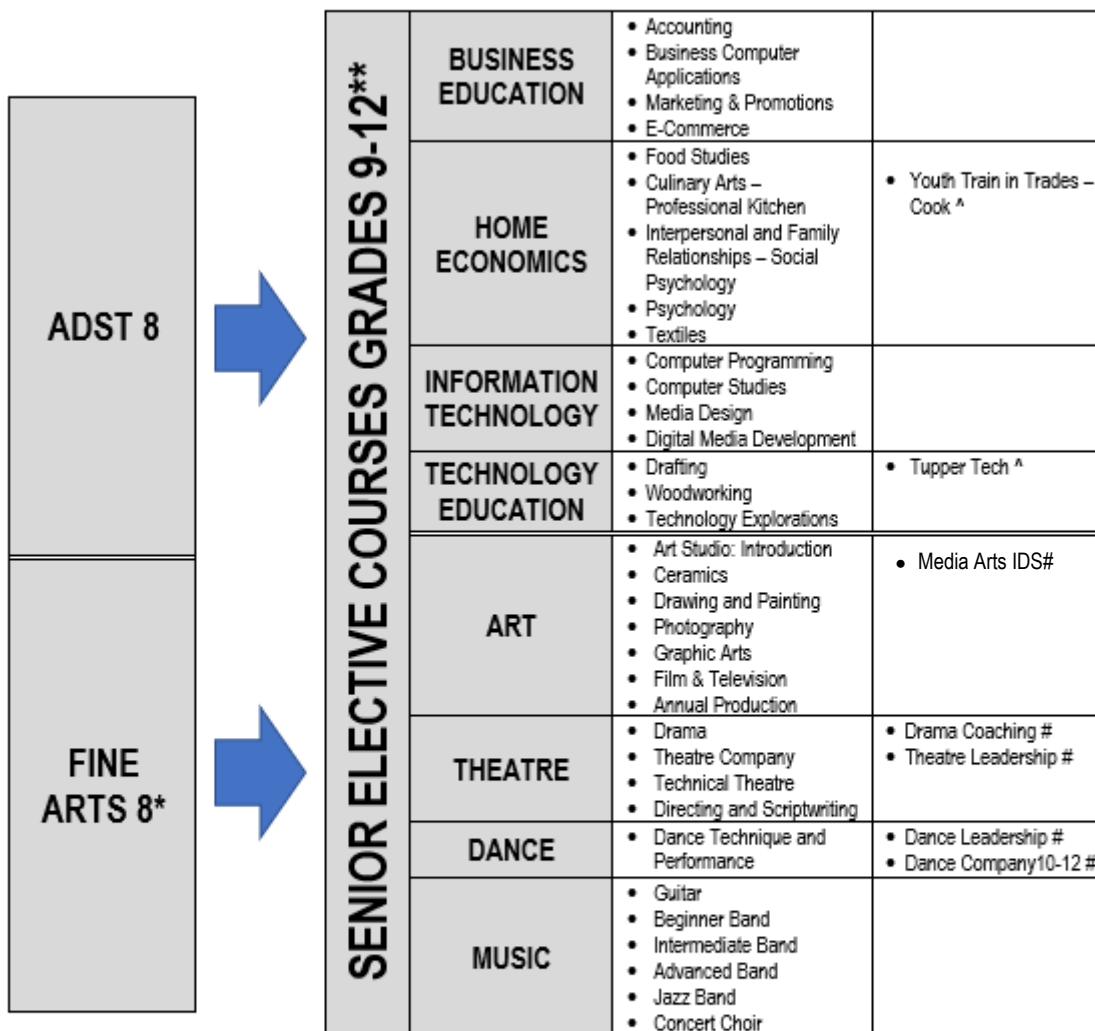 ADST 8
FINE
ARTS 8*
SENIOR ELECTIVE COURSES GRADES 9-12**
BUSINESS
EDUCATION
• Accounting
• Business Computer
Applications
• Marketing & Promotions
• E-Commerce
HOME
ECONOMICS
• Food Studies
• Culinary Arts –
Professional Kitchen
• Interpersonal and Family
Relationships – Social
Psychology
• Psychology
• Textiles
• Youth Train in Trades –
Cook ^
INFORMATION
TECHNOLOGY
• Computer Programming
• Computer Studies
• Media Design
• Digital Media Development
TECHNOLOGY
EDUCATION
• Drafting
• Woodworking
• Technology Explorations
• Tupper Tech ^
ART
• Art Studio: Introduction
• Ceramics
• Drawing and Painting
• Photography
• Graphic Arts
• Film & Television
• Annual Production
• Media Arts IDS#
THEATRE
• Drama
• Theatre Company
• Technical Theatre
• Directing and Scriptwriting
• Drama Coaching #
• Theatre Leadership #
DANCE
• Dance Technique and
Performance
• Dance Leadership #
• Dance Company10-12 #
MUSIC
• Guitar
• Beginner Band
• Intermediate Band
• Advanced Band
• Jazz Band
• Concert Choir